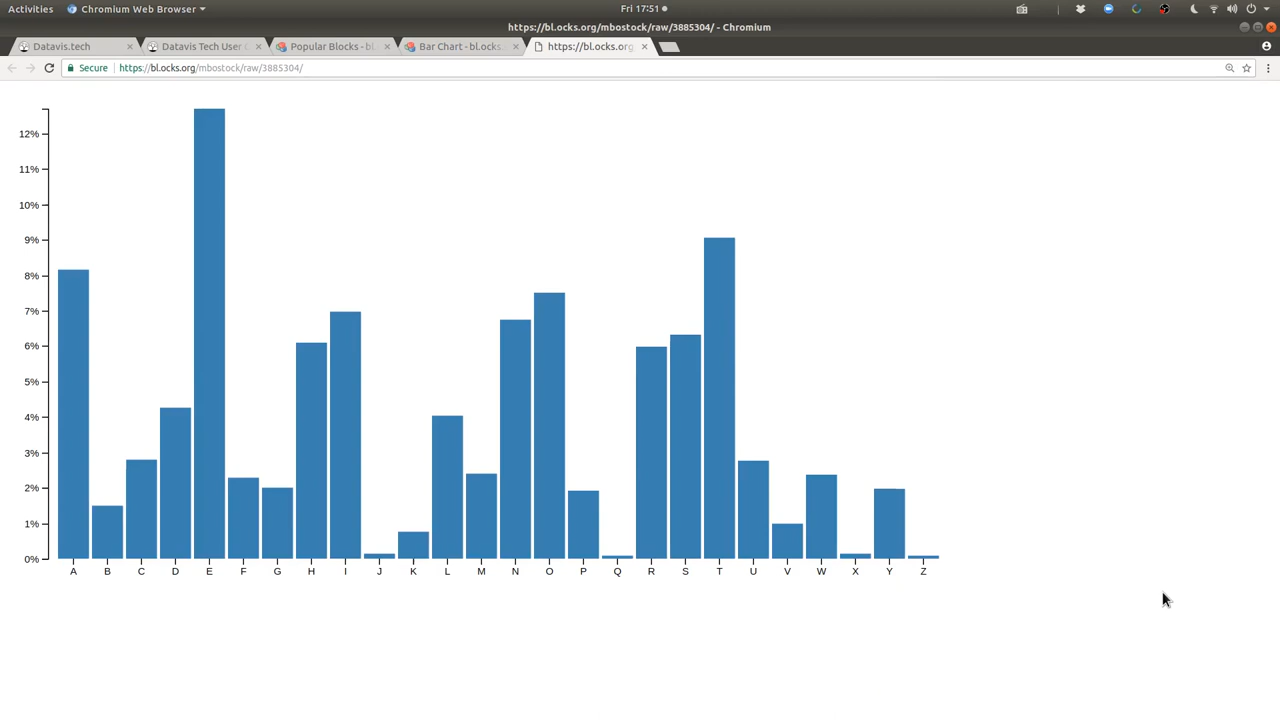 Activities Chromium Web Browser Fri 17:51
https://bl.ocks.org/mbostock/raw/3885304/ - Chromium
Datavis.tech Datavis Tech User G Popular Blocks - bl. Bar Chart - bl.ocks. https://bl.ocks.org
Secure https://bl.ocks.org/mbostock/raw/3885304/
12%
11%
10%
9%
8%
7%
6%
5%
4%
3%
2%
1%
0%
A B C D E F G H I J K L M N O P Q R S T U V W X Y Z